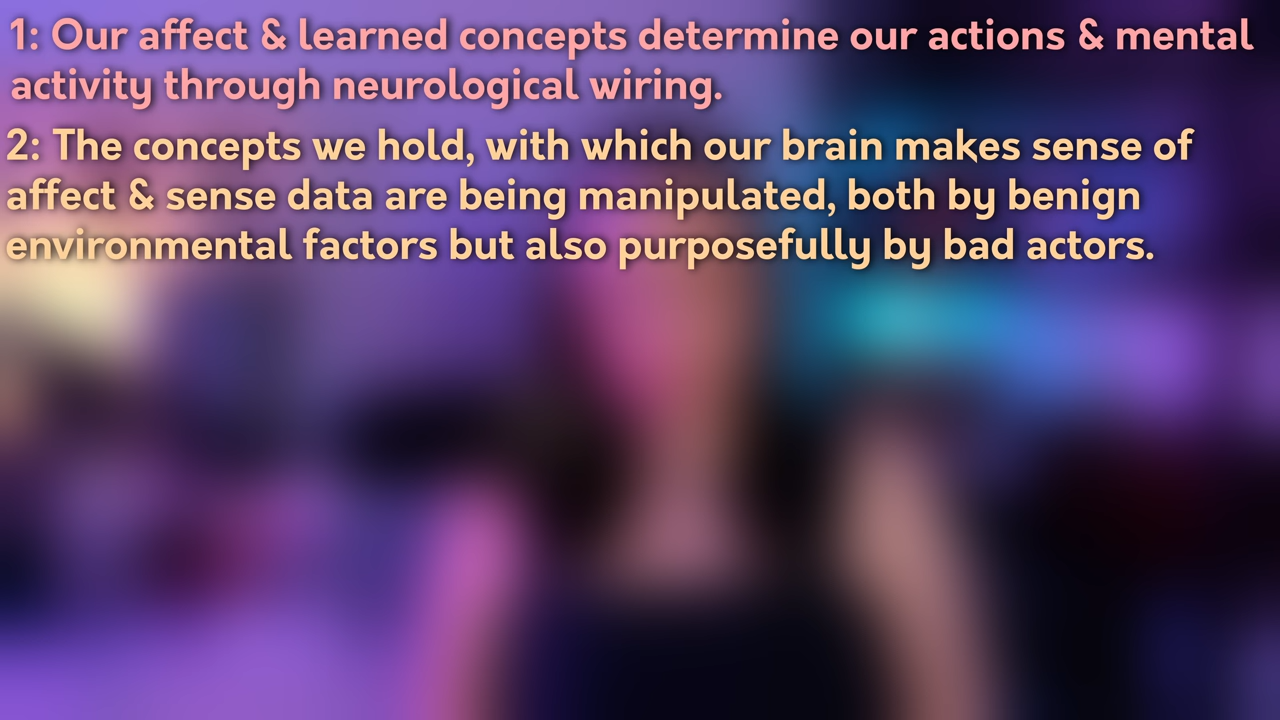 1: Our affect & learned concepts determine our actions & mental
activity through neurological wiring.
2: The concepts we hold, with which our brain makes sense of
affect & sense data are being manipulated, both by benign
environmental factors but also purposefully by bad actors.